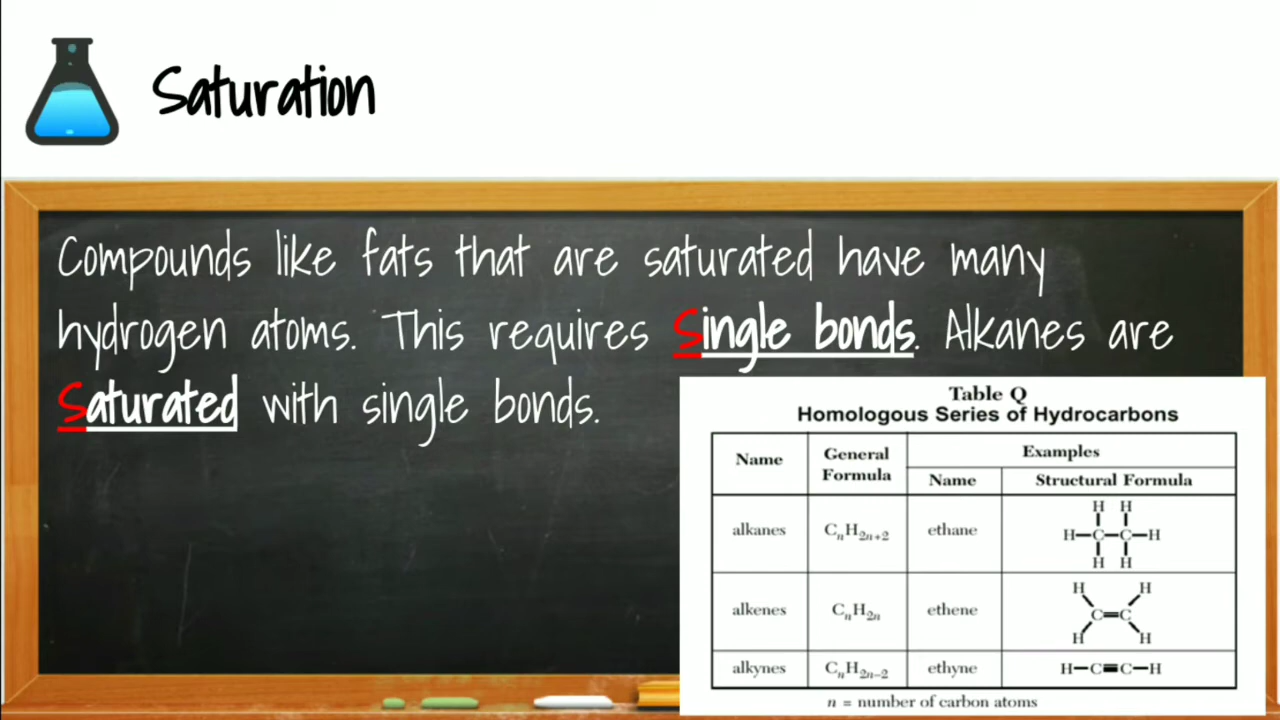 Saturation
Compounds like fats that are saturated have many
hydrogen atoms. This requires Single bonds. Alkanes are
Saturated with single bonds.
Table Q
Homologous Series of Hydrocarbons
Name
General
Formula
Examples
Name
Structural Formula
alkanes
CₙH₂ₙ₊₂
ethane
H H
H—C—C—H
H H
alkenes
CₙH₂ₙ
ethene
H H
C=C
H H
alkynes
CₙH₂ₙ₋₂
ethyne
H—C≡C—H
n = number of carbon atoms